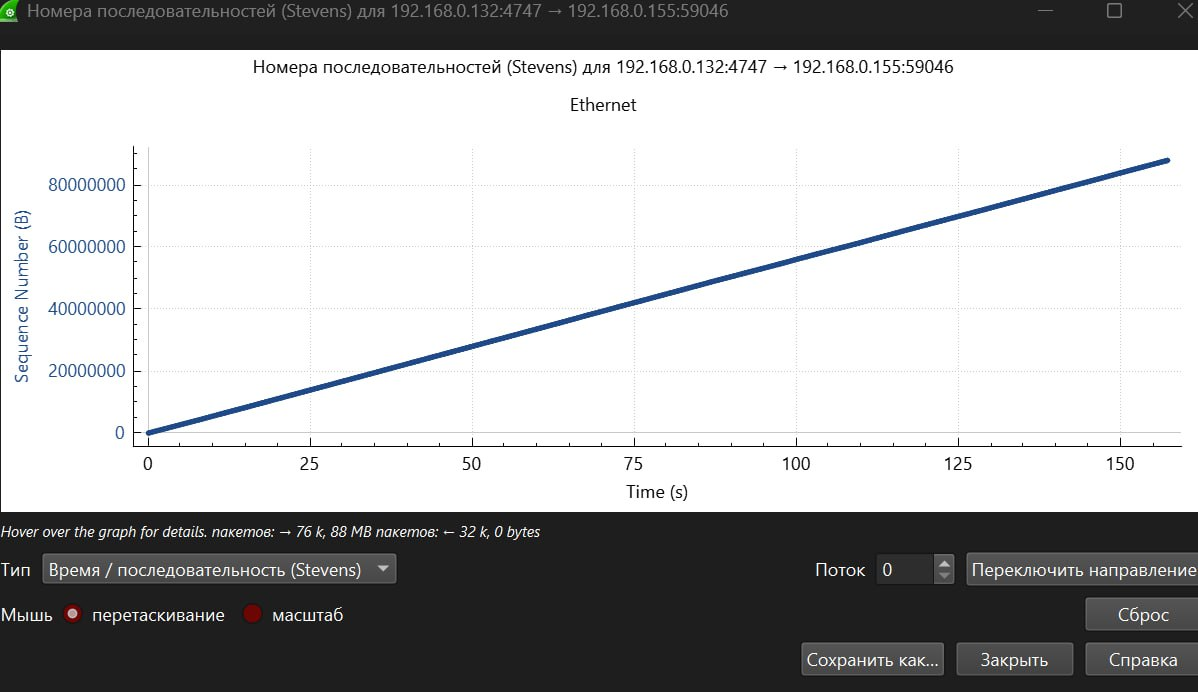 Номера последовательностей (Stevens) для 192.168.0.132:4747 → 192.168.0.155:59046
Номера последовательностей (Stevens) для 192.168.0.132:4747 → 192.168.0.155:59046
Ethernet
Sequence Number (B)
80000000
60000000
40000000
20000000
0
0 25 50 75 100 125 150
Time (s)
Hover over the graph for details. пакетов: → 76 k, 88 MB пакетов: ← 32 k, 0 bytes
Тип Время / последовательность (Stevens) Поток 0 Переключить направление
Мышь перетаскивание масштаб
Сброс
Сохранить как... Закрыть Справка